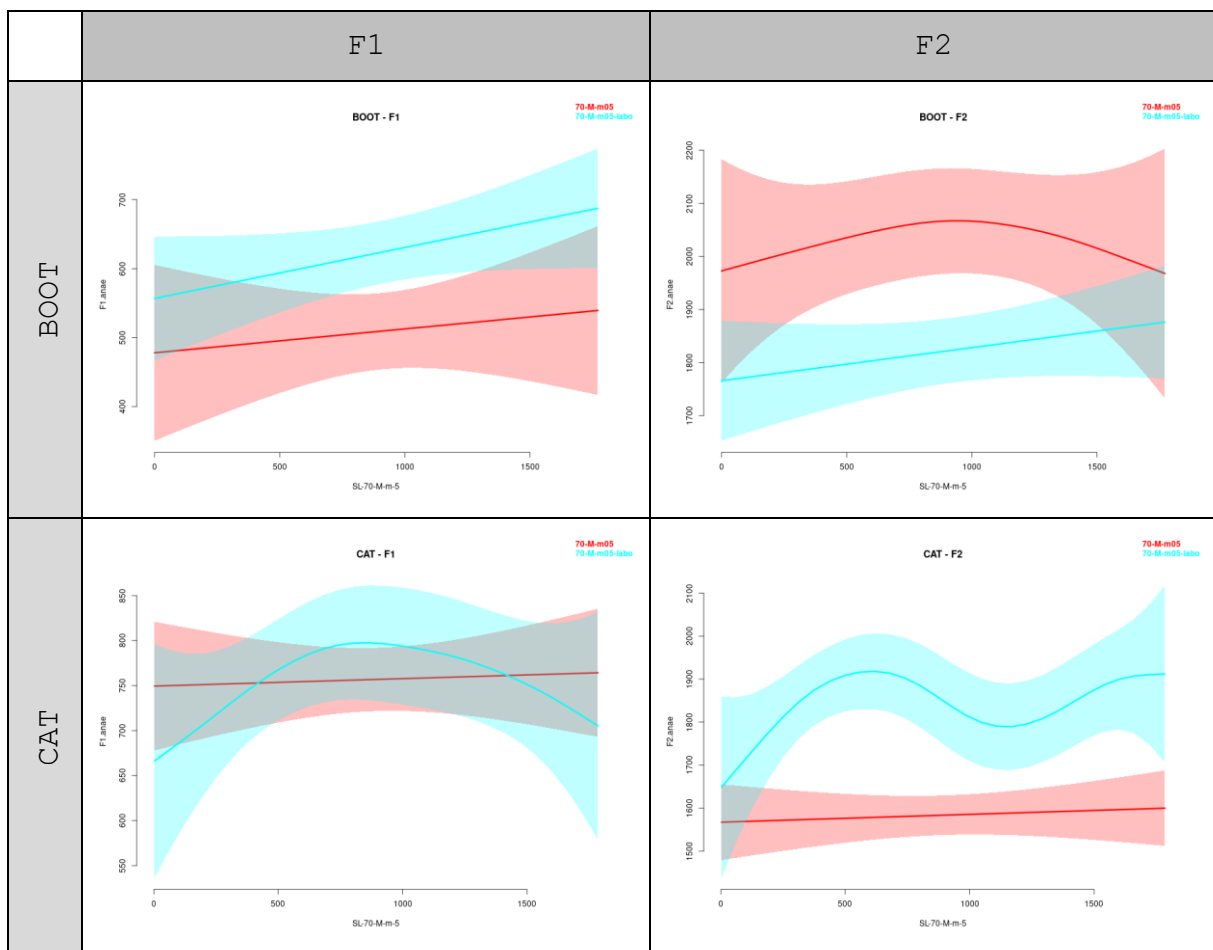 F1
F2
BOOT
BOOT - F1
70-M-m05
70-M-m05-labo
F1.anae
700
600
500
400
0 500 1000 1500
SL-70-M-m-5
BOOT - F2
70-M-m05
70-M-m05-labo
F2.anae
2200
2100
2000
1900
1800
1700
0 500 1000 1500
SL-70-M-m-5
CAT
CAT - F1
70-M-m05
70-M-m05-labo
F1.anae
850
800
750
700
650
600
550
0 500 1000 1500
SL-70-M-m-5
CAT - F2
70-M-m05
70-M-m05-labo
F2.anae
2100
2000
1900
1800
1700
1600
1500
0 500 1000 1500
SL-70-M-m-5